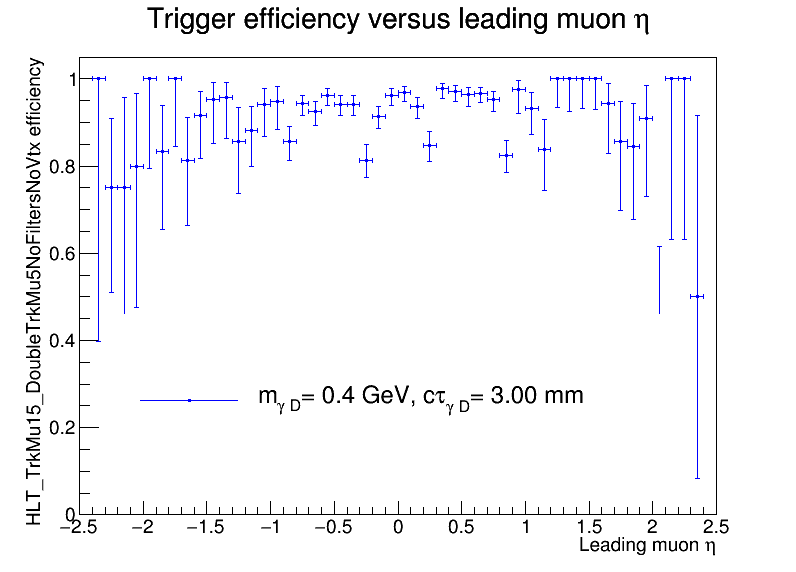 Trigger efficiency versus leading muon η
HLT_TrkMu15_DoubleTrkMu5NoFiltersNoVtx efficiency
1
0.8
0.6
0.4
0.2
0
m_γ D= 0.4 GeV, cτ_γ D= 3.00 mm
−2.5 −2 −1.5 −1 −0.5 0 0.5 1 1.5 2 2.5
Leading muon η